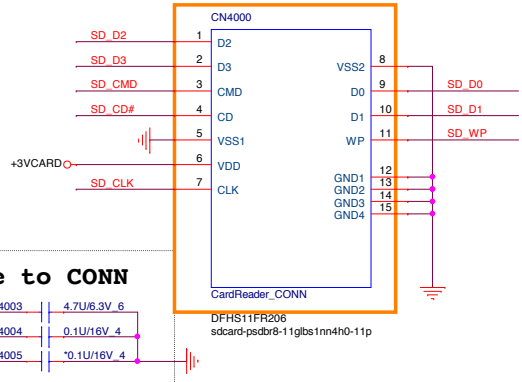 CN4000
SD_D2 1 D2
SD_D3 2 D3
SD_CMD 3 CMD
SD_CD# 4 CD
5 VSS1
+3VCARD 6 VDD
SD_CLK 7 CLK
VSS2 8
D0 9 SD_D0
D1 10 SD_D1
WP 11 SD_WP
GND1 12
GND2 13
GND3 14
GND4 15
CardReader_CONN
DFHS11FR206
sdcard-psdbr8-11glbs1nn4h0-11p
e to CONN
4003 4.7U/6.3V_6
4004 0.1U/16V_4
4005 *0.1U/16V_4